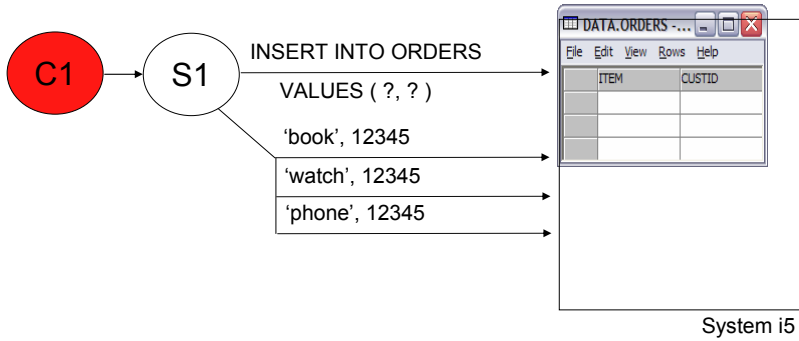 C1
S1
INSERT INTO ORDERS
VALUES ( ?, ? )
‘book’, 12345
‘watch’, 12345
‘phone’, 12345
DATA.ORDERS -...
File Edit View Rows Help
ITEM CUSTID
System i5